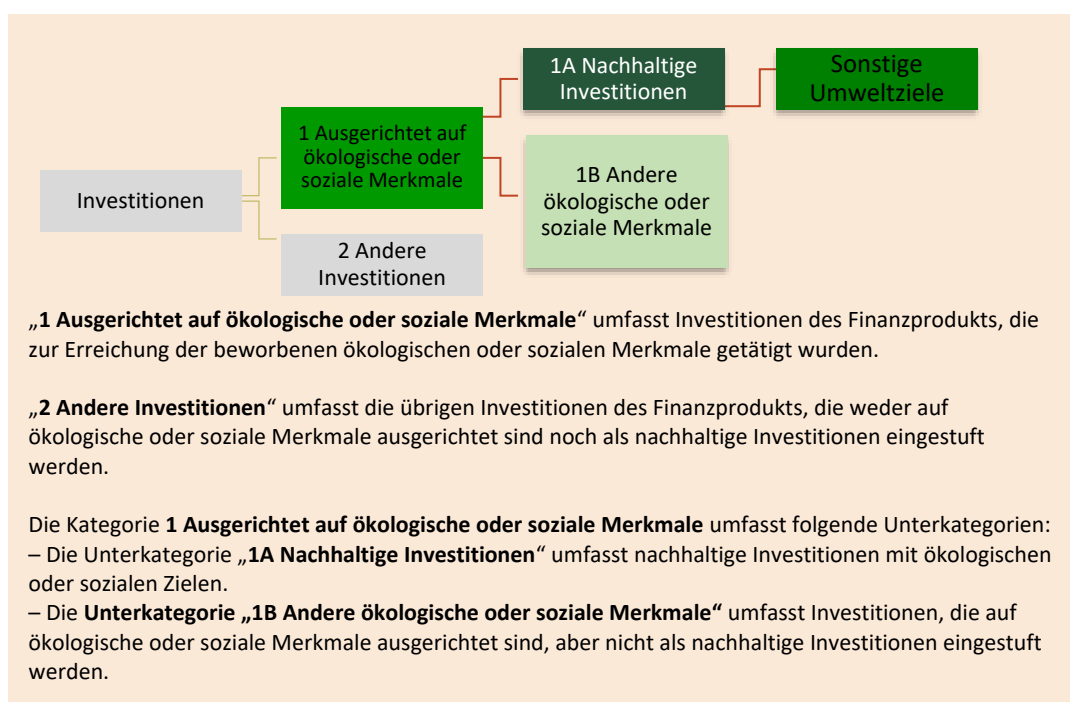 1A Nachhaltige
Investitionen
Sonstige
Umweltziele
1 Ausgerichtet auf
ökologische oder
soziale Merkmale
Investitionen
1B Andere
ökologische oder
soziale Merkmale
2 Andere
Investitionen
„1 Ausgerichtet auf ökologische oder soziale Merkmale“ umfasst Investitionen des Finanzprodukts, die
zur Erreichung der beworbenen ökologischen oder sozialen Merkmale getätigt wurden.
„2 Andere Investitionen“ umfasst die übrigen Investitionen des Finanzprodukts, die weder auf
ökologische oder soziale Merkmale ausgerichtet sind noch als nachhaltige Investitionen eingestuft
werden.
Die Kategorie 1 Ausgerichtet auf ökologische oder soziale Merkmale umfasst folgende Unterkategorien:
– Die Unterkategorie „1A Nachhaltige Investitionen“ umfasst nachhaltige Investitionen mit ökologischen
oder sozialen Zielen.
– Die Unterkategorie „1B Andere ökologische oder soziale Merkmale“ umfasst Investitionen, die auf
ökologische oder soziale Merkmale ausgerichtet sind, aber nicht als nachhaltige Investitionen eingestuft
werden.